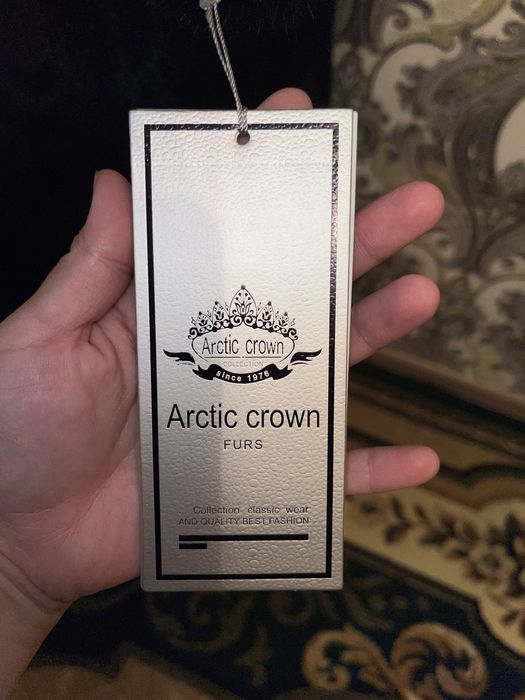 Arctic crown
COLLECTION
since 1976
Arctic crown
FURS
Collection classic wear
AND QUALITY BEST FASHION